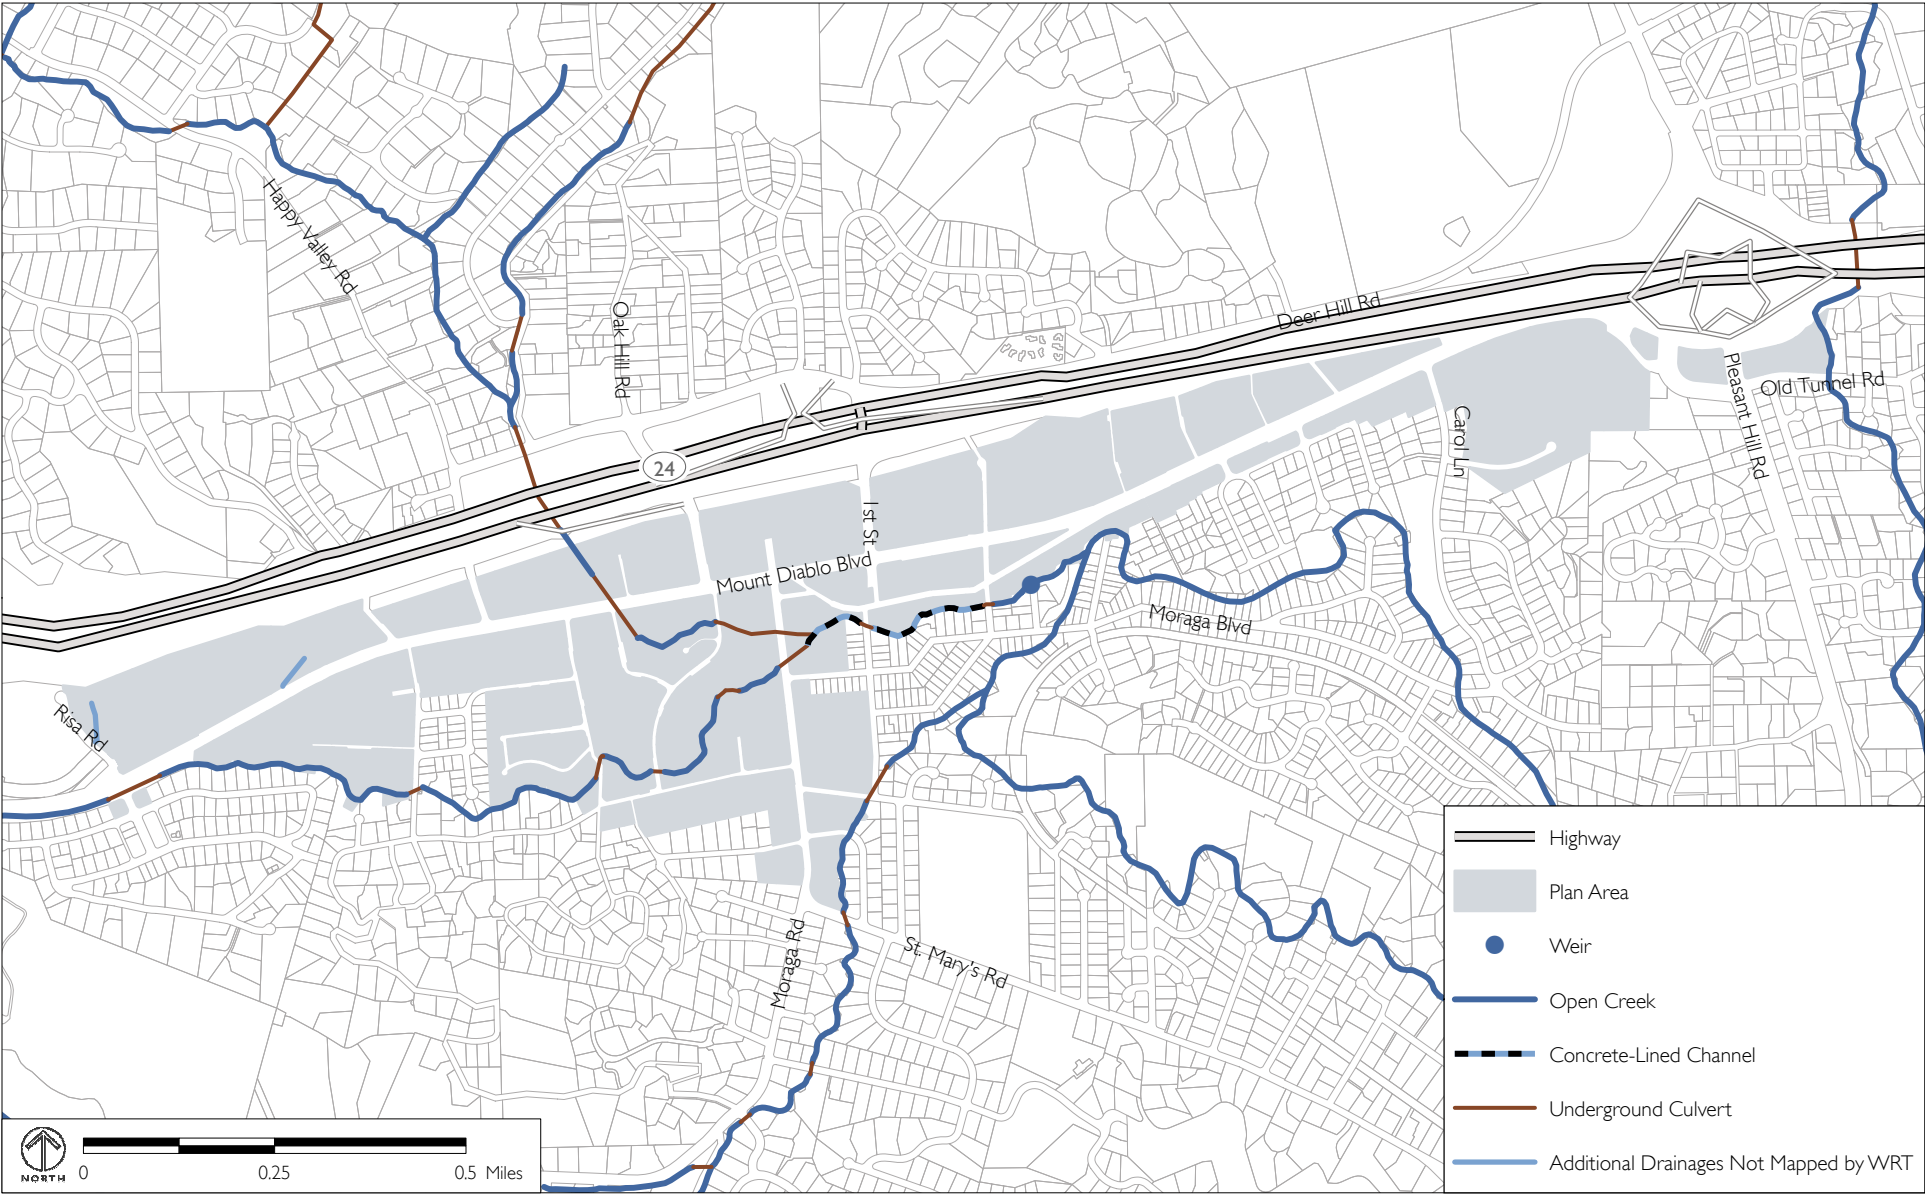 Happy Valley Rd
Oak Hill Rd
Deer Hill Rd
Pleasant Hill Rd
Old Tunnel Rd
Carol Ln
24
1st St
Mount Diablo Blvd
Moraga Blvd
Risa Rd
Moraga Rd
St. Mary's Rd
Highway
Plan Area
Weir
Open Creek
Concrete-Lined Channel
Underground Culvert
Additional Drainages Not Mapped by WRT
NORTH
0 0.25 0.5 Miles